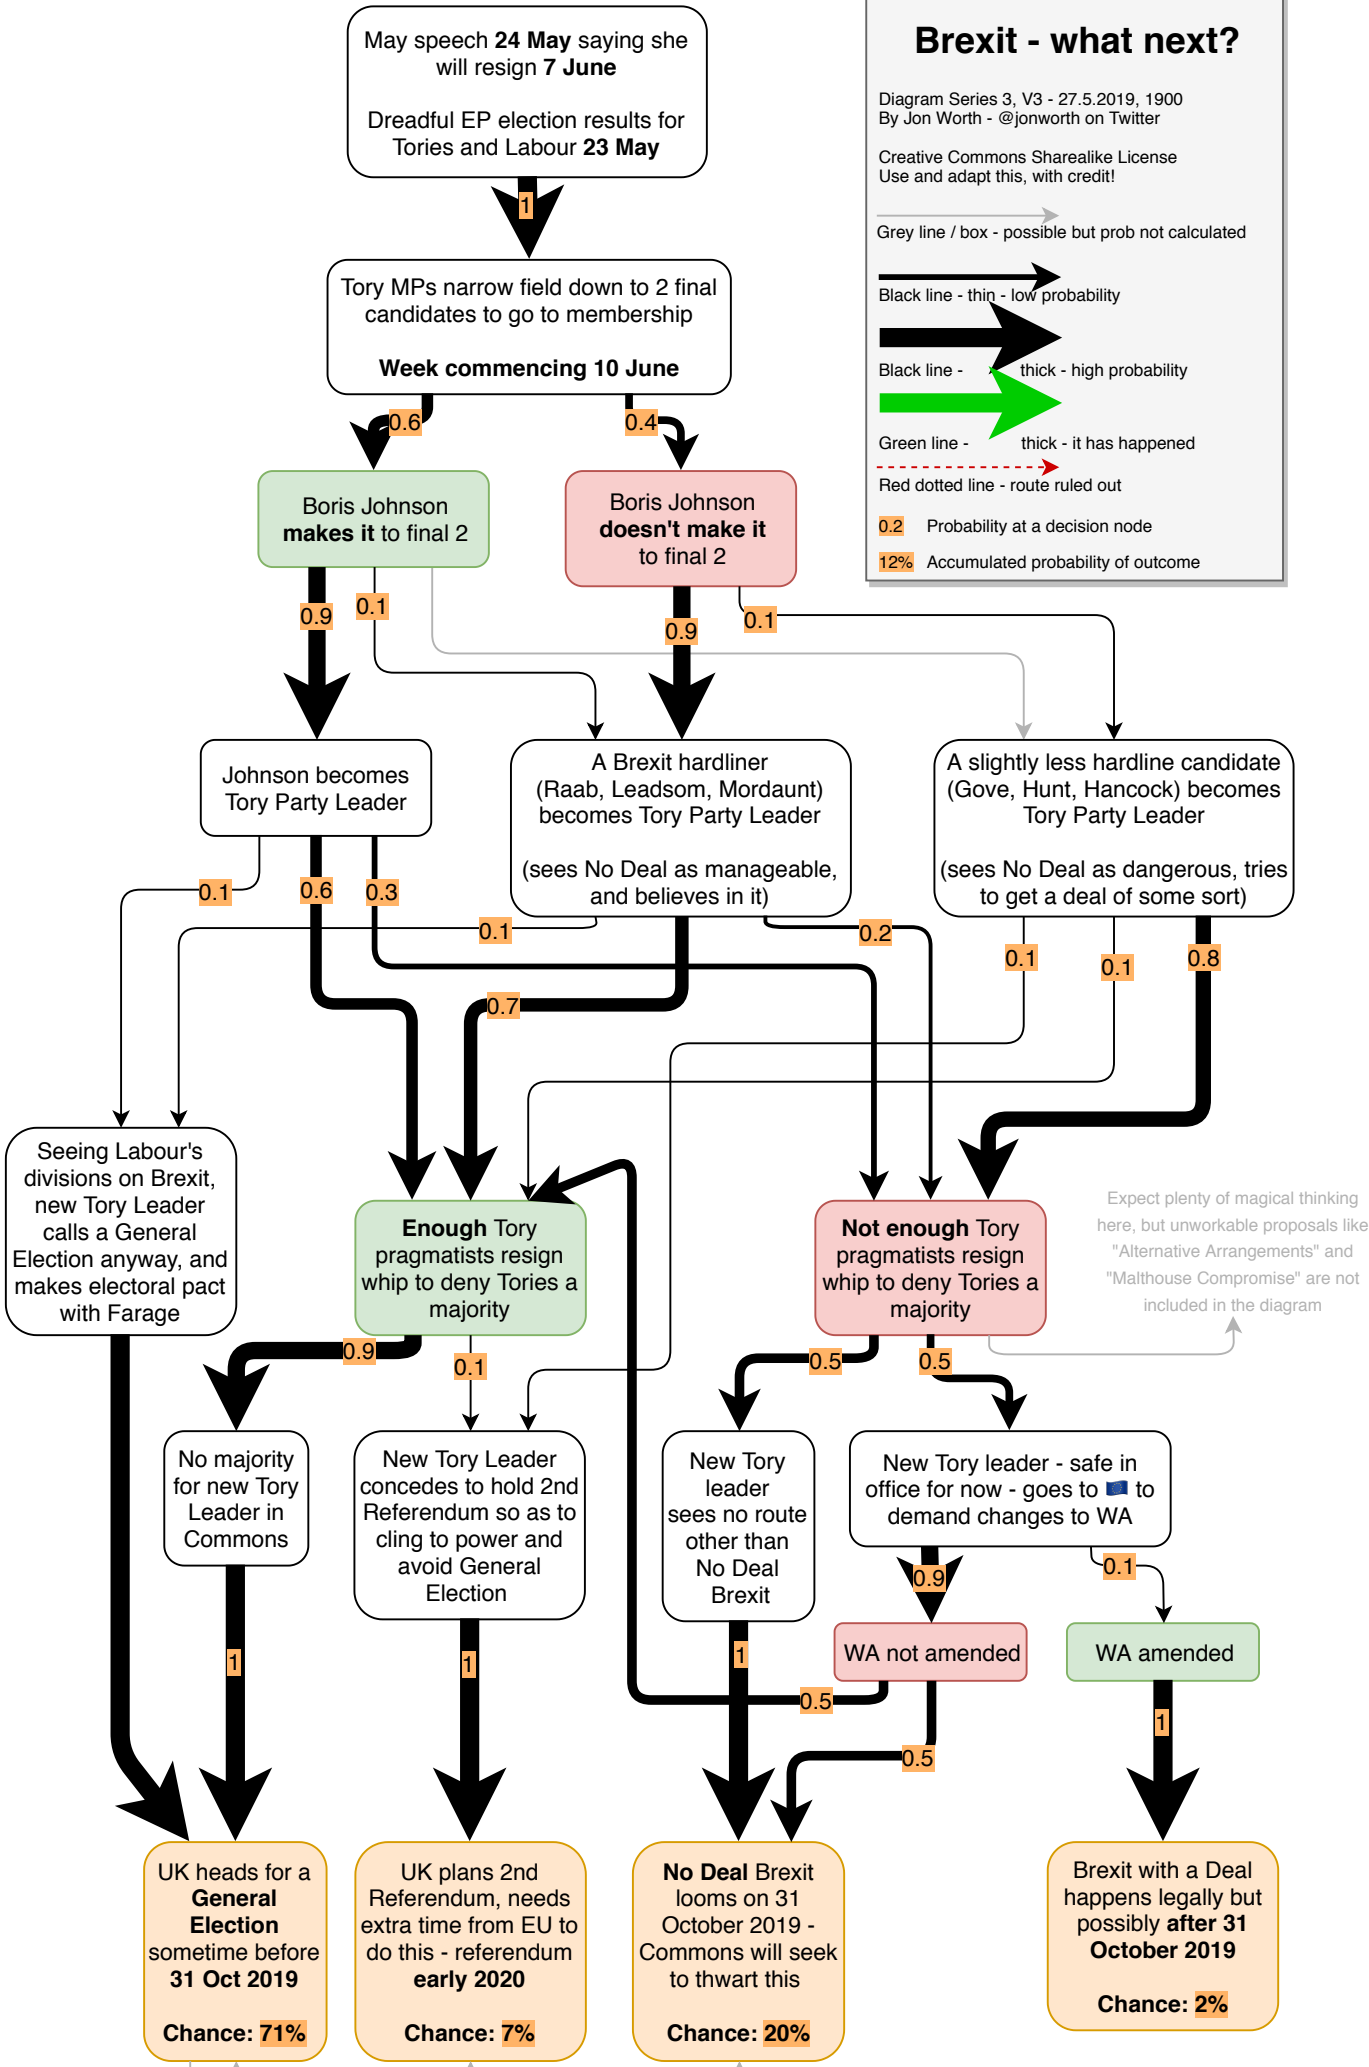 May speech 24 May saying she
will resign 7 June
Dreadful EP election results for
Tories and Labour 23 May
Brexit - what next?
Diagram Series 3, V3 - 27.5.2019, 1900
By Jon Worth - @jonworth on Twitter
Creative Commons Sharealike License
Use and adapt this, with credit!
Grey line / box - possible but prob not calculated
Black line - thin - low probability
Black line - thick - high probability
Green line - thick - it has happened
Red dotted line - route ruled out
0.2 Probability at a decision node
12% Accumulated probability of outcome
1
Tory MPs narrow field down to 2 final
candidates to go to membership
Week commencing 10 June
0.6
0.4
Boris Johnson
makes it to final 2
Boris Johnson
doesn't make it
to final 2
0.9
0.1
0.9
0.1
Johnson becomes
Tory Party Leader
A Brexit hardliner
(Raab, Leadsom, Mordaunt)
becomes Tory Party Leader
(sees No Deal as manageable,
and believes in it)
A slightly less hardline candidate
(Gove, Hunt, Hancock) becomes
Tory Party Leader
(sees No Deal as dangerous, tries
to get a deal of some sort)
0.1
0.6
0.3
0.1
0.2
0.1
0.1
0.8
0.7
Seeing Labour's
divisions on Brexit,
new Tory Leader
calls a General
Election anyway, and
makes electoral pact
with Farage
Enough Tory
pragmatists resign
whip to deny Tories a
majority
Not enough Tory
pragmatists resign
whip to deny Tories a
majority
Expect plenty of magical thinking
here, but unworkable proposals like
"Alternative Arrangements" and
"Malthouse Compromise" are not
included in the diagram
0.9
0.1
0.5
0.5
No majority
for new Tory
Leader in
Commons
New Tory Leader
concedes to hold 2nd
Referendum so as to
cling to power and
avoid General
Election
New Tory
leader
sees no route
other than
No Deal
Brexit
New Tory leader - safe in
office for now - goes to 🇪🇺 to
demand changes to WA
0.9
0.1
WA not amended
WA amended
1
1
1
0.5
0.5
1
UK heads for a
General
Election
sometime before
31 Oct 2019
Chance: 71%
UK plans 2nd
Referendum, needs
extra time from EU to
do this - referendum
early 2020
Chance: 7%
No Deal Brexit
looms on 31
October 2019 -
Commons will seek
to thwart this
Chance: 20%
Brexit with a Deal
happens legally but
possibly after 31
October 2019
Chance: 2%